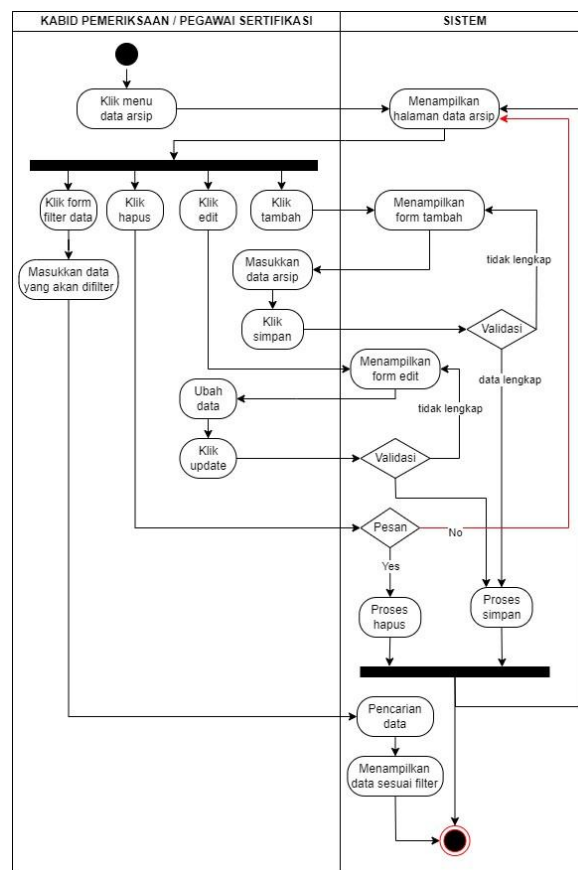 KABID PEMERIKSAAN / PEGAWAI SERTIFIKASI
SISTEM
Klik menu
data arsip
Menampilkan
halaman data arsip
Klik form
filter data
Klik
hapus
Klik
edit
Klik
tambah
Menampilkan
form tambah
Masukkan data
yang akan difilter
Masukkan
data arsip
tidak lengkap
Klik
simpan
Validasi
Menampilkan
form edit
data lengkap
Ubah
data
tidak lengkap
Klik
update
Validasi
Pesan
No
Yes
Proses
hapus
Proses
simpan
Pencarian
data
Menampilkan
data sesuai filter